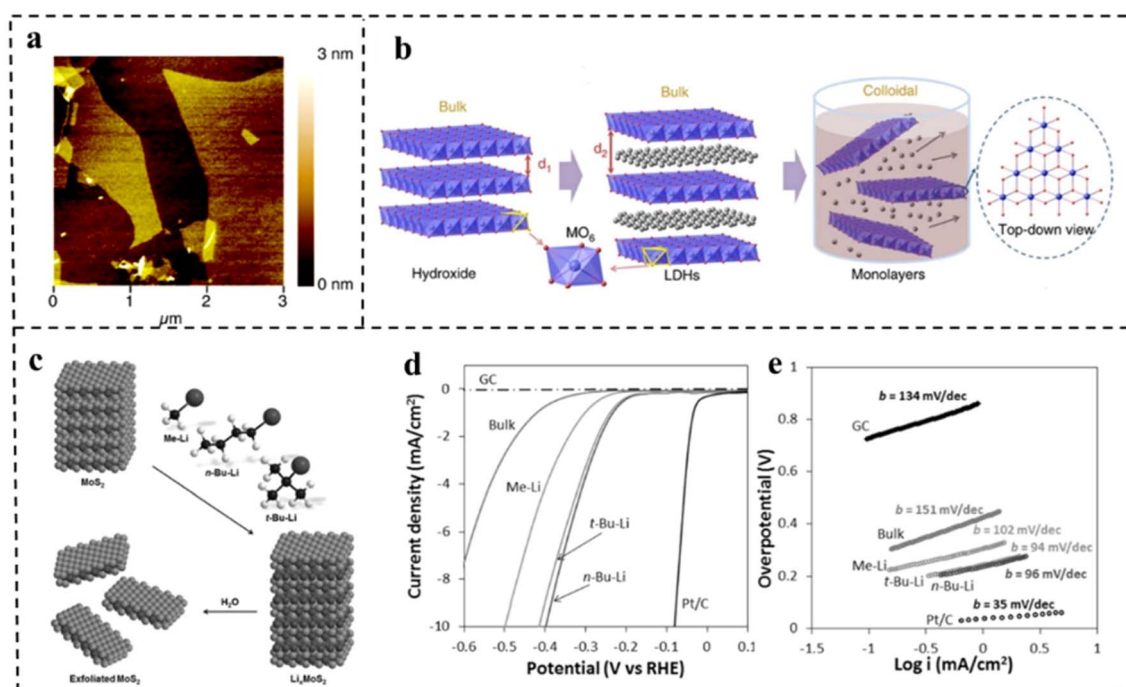 a
3 nm
0 nm
0
1
2
3
µm
b
Bulk
d1
Hydroxide
MO6
Bulk
d2
LDHs
Colloidal
Monolayers
Top-down view
c
MoS2
Me-Li
n-Bu-Li
t-Bu-Li
H2O
Exfoliated MoS2
LixMoS2
d
Current density (mA/cm²)
0
-2
-4
-6
-8
-10
GC
Bulk
Me-Li
t-Bu-Li
n-Bu-Li
Pt/C
-0.6
-0.5
-0.4
-0.3
-0.2
-0.1
0
0.1
Potential (V vs RHE)
e
Overpotential (V)
1
0.8
0.6
0.4
0.2
0
b = 134 mV/dec
GC
b = 151 mV/dec
Bulk
b = 102 mV/dec
Me-Li
b = 94 mV/dec
t-Bu-Li
n-Bu-Li
b = 96 mV/dec
b = 35 mV/dec
Pt/C
-1.5
-1
-0.5
0
0.5
1
Log i (mA/cm²)